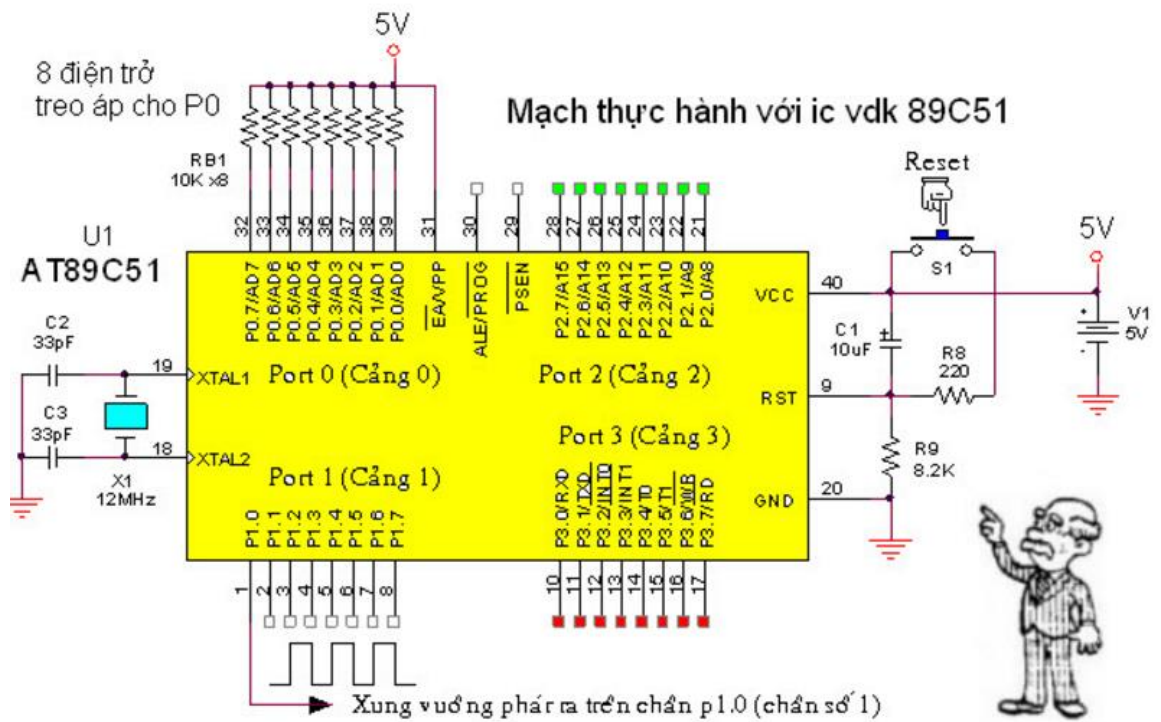 5V
8 điện trở
treo áp cho P0
Mạch thực hành với ic vdk 89C51
RB1
10K x8
Reset
U1
AT89C51
32
33
34
35
36
37
38
39
31
30
29
28
27
26
25
24
23
22
21
5V
S1
P0.7/AD7
P0.6/AD6
P0.5/AD5
P0.4/AD4
P0.3/AD3
P0.2/AD2
P0.1/AD1
P0.0/AD0
EA/VPP
ALE/PROG
PSEN
P2.7/A15
P2.6/A14
P2.5/A13
P2.4/A12
P2.3/A11
P2.2/A10
P2.1/A9
P2.0/A8
VCC
40
C1
10uF
+
V1
5V
-
C2
33pF
19
XTAL1
Port 0 (Cảng 0)
Port 2 (Cảng 2)
R8
220
RST
9
C3
33pF
18
XTAL2
Port 3 (Cảng 3)
R9
8.2K
X1
12MHz
Port 1 (Cảng 1)
GND
20
P1.0
P1.1
P1.2
P1.3
P1.4
P1.5
P1.6
P1.7
P3.0/RXD
P3.1/TXD
P3.2/INT0
P3.3/INT1
P3.4/T0
P3.5/T1
P3.6/WR
P3.7/RD
1
2
3
4
5
6
7
8
10
11
12
13
14
15
16
17
Xung vuông phát ra trên chân p1.0 (chân số 1)